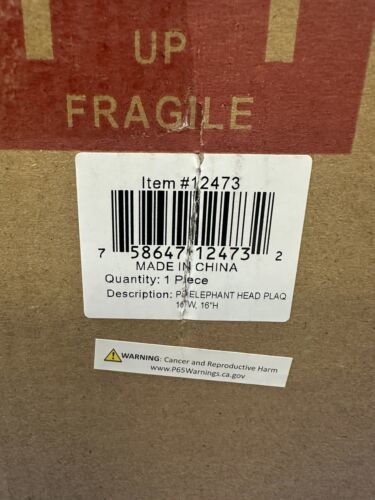 UP
FRAGILE
Item #12473
7 58647 12473 2
MADE IN CHINA
Quantity: 1 Piece
Description: ELEPHANT HEAD PLAQ
16"H
WARNING: Cancer and Reproductive Harm
www.P65Warnings.ca.gov